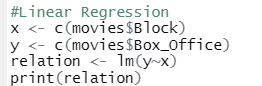 #Linear Regression
x <- c(movies$Block)
y <- c(movies$Box_Office)
relation <- lm(y~x)
print(relation)